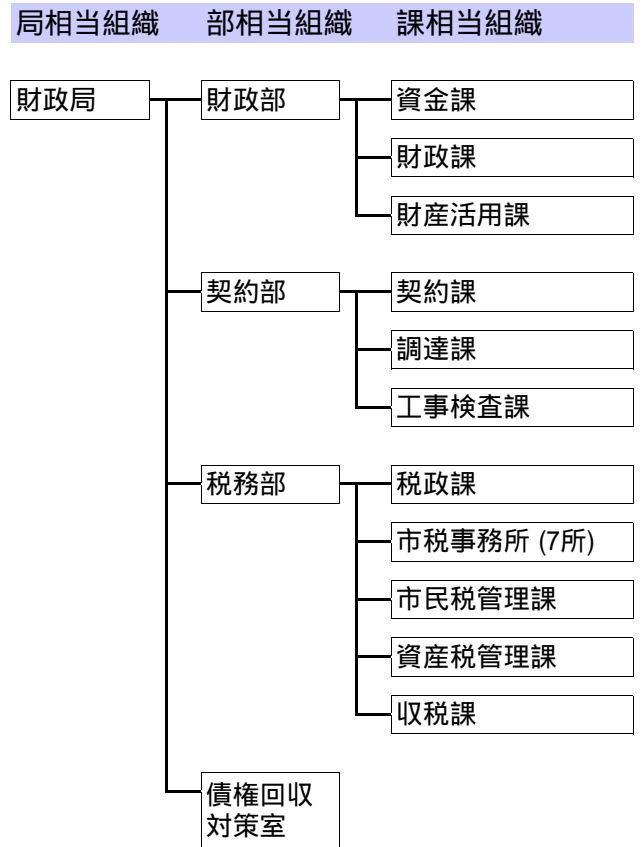 局相当組織 部相当組織 課相当組織
財政局 財政部 資金課
財政課
財産活用課
契約部 契約課
調達課
工事検査課
税務部 税政課
市税事務所 (7所)
市民税管理課
資産税管理課
収税課
債権回収
対策室